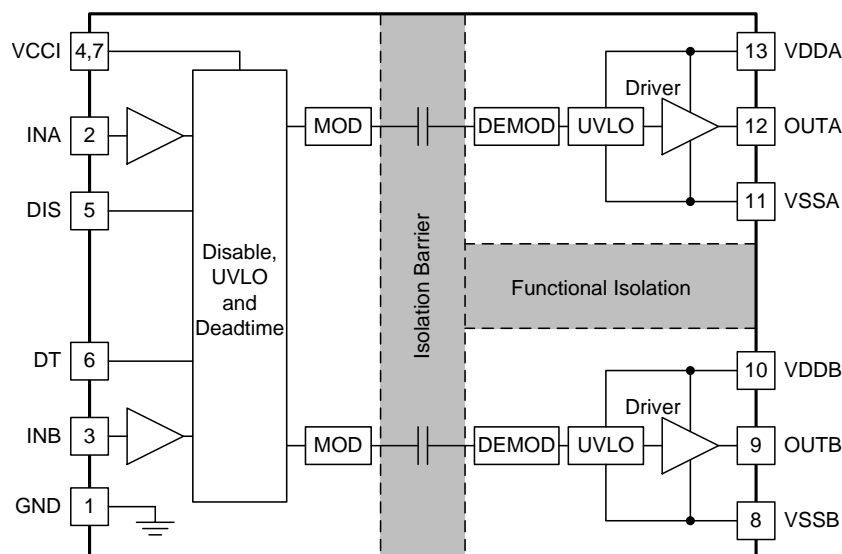 VCCI 4,7
13 VDDA
Driver
INA 2
MOD
DEMOD
UVLO
12 OUTA
DIS 5
11 VSSA
Disable,
UVLO
and
Deadtime
Isolation Barrier
Functional Isolation
DT 6
10 VDDB
Driver
INB 3
MOD
DEMOD
UVLO
9 OUTB
GND 1
8 VSSB